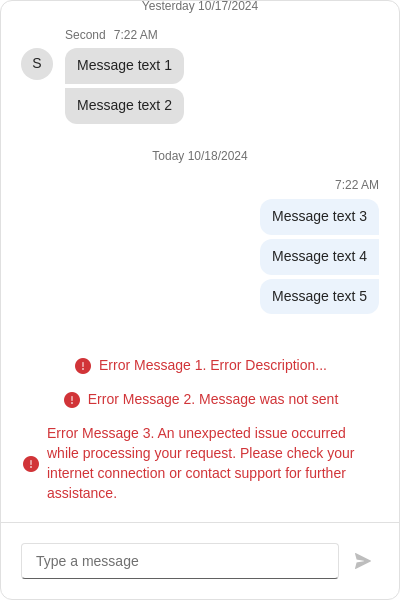 Yesterday 10/17/2024
Second 7:22 AM
S
Message text 1
Message text 2
Today 10/18/2024
7:22 AM
Message text 3
Message text 4
Message text 5
Error Message 1. Error Description...
Error Message 2. Message was not sent
Error Message 3. An unexpected issue occurred
while processing your request. Please check your
internet connection or contact support for further
assistance.
Type a message